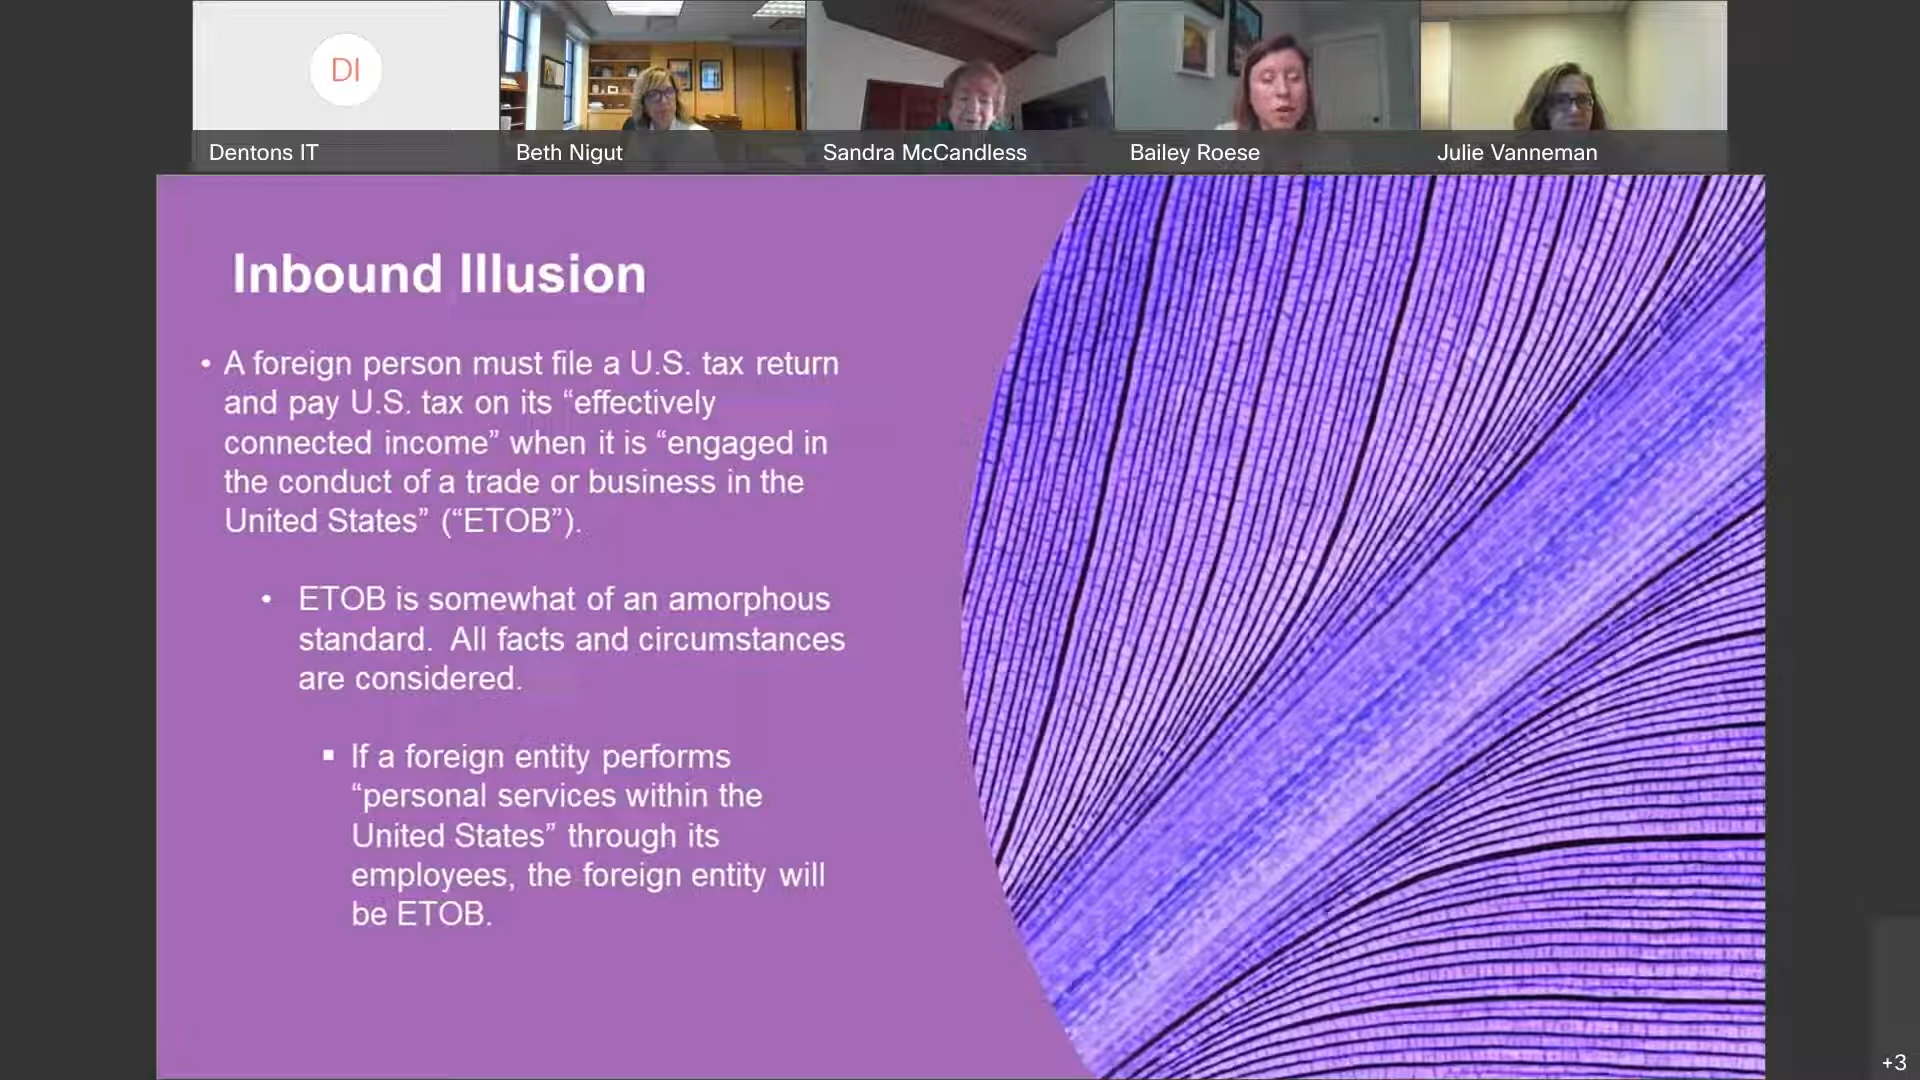 DI
Dentons IT
Beth Nigut
Sandra McCandless
Bailey Roese
Julie Vanneman
Inbound Illusion
• A foreign person must file a U.S. tax return
and pay U.S. tax on its “effectively
connected income” when it is “engaged in
the conduct of a trade or business in the
United States” (“ETOB”).
• ETOB is somewhat of an amorphous
standard.  All facts and circumstances
are considered.
▪ If a foreign entity performs
“personal services within the
United States” through its
employees, the foreign entity will
be ETOB.
+3